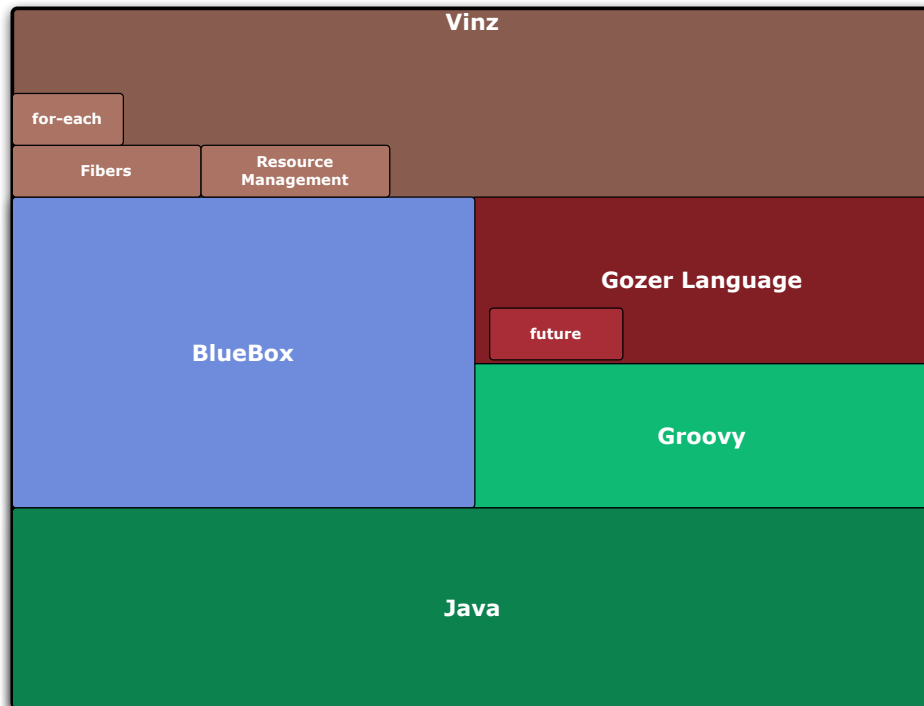 Vinz
for-each
Fibers
Resource
Management
Gozer Language
future
BlueBox
Groovy
Java